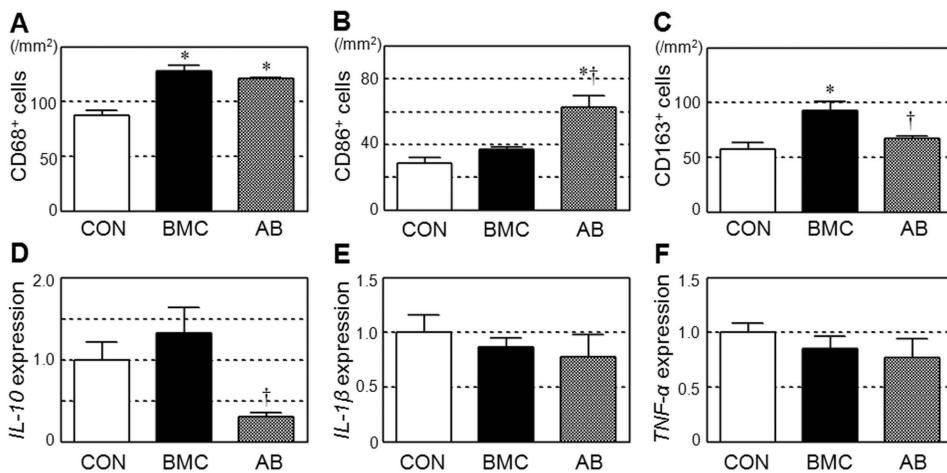 A
(/mm²)
CD68⁺ cells
100
50
0
*
*
CON BMC AB
B
(/mm²)
CD86⁺ cells
80
40
0
*†
CON BMC AB
C
(/mm²)
CD163⁺ cells
100
50
0
*
†
CON BMC AB
D
IL-10 expression
2.0
1.0
0
†
CON BMC AB
E
IL-1β expression
1.5
1.0
0.5
0
CON BMC AB
F
TNF-α expression
1.5
1.0
0.5
0
CON BMC AB